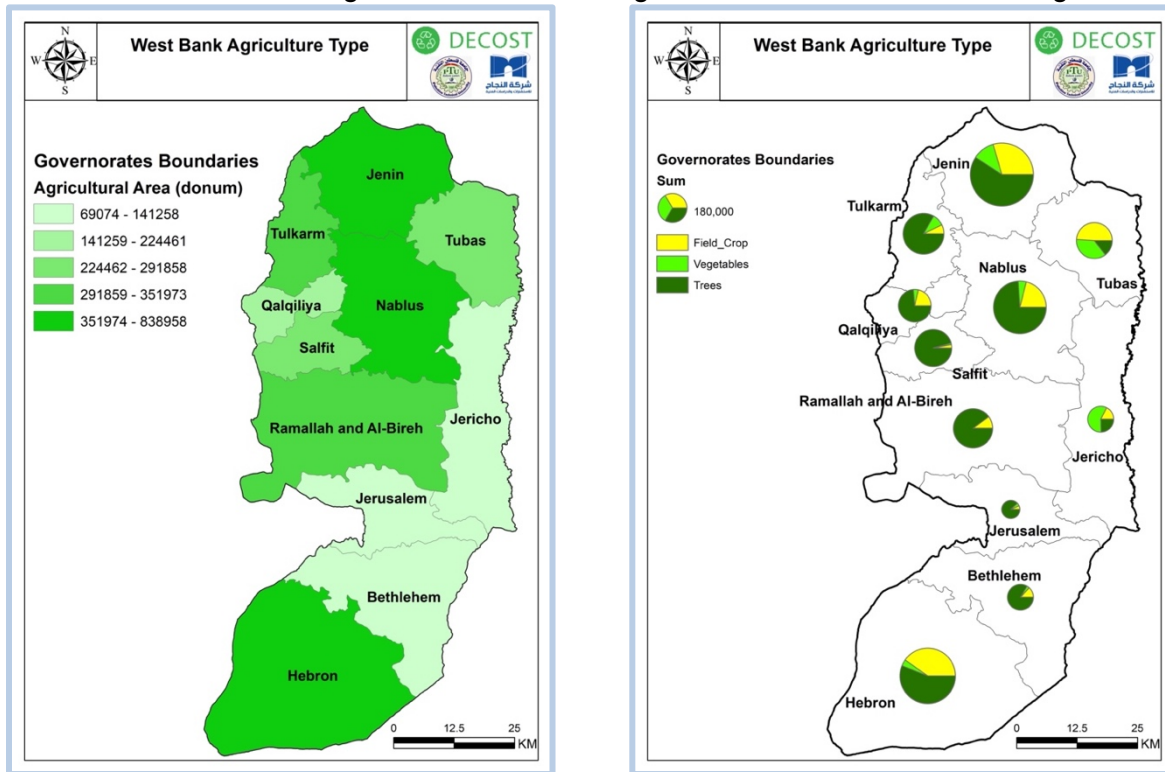 N
W
E
S
West Bank Agriculture Type
DECOST
PTU
شركة النجاح
Governorates Boundaries
Agricultural Area (donum)
69074 - 141258
141259 - 224461
224462 - 291858
291859 - 351973
351974 - 838958
Jenin
Tulkarm
Tubas
Qalqiliya
Nablus
Salfit
Ramallah and Al-Bireh
Jericho
Jerusalem
Bethlehem
Hebron
0 12.5 25
KM
N
W
E
S
West Bank Agriculture Type
DECOST
PTU
شركة النجاح
Governorates Boundaries
Sum
180,000
Field_Crop
Vegetables
Trees
Jenin
Tulkarm
Nablus
Tubas
Qalqiliya
Salfit
Ramallah and Al-Bireh
Jericho
Jerusalem
Bethlehem
Hebron
0 12.5 25
KM